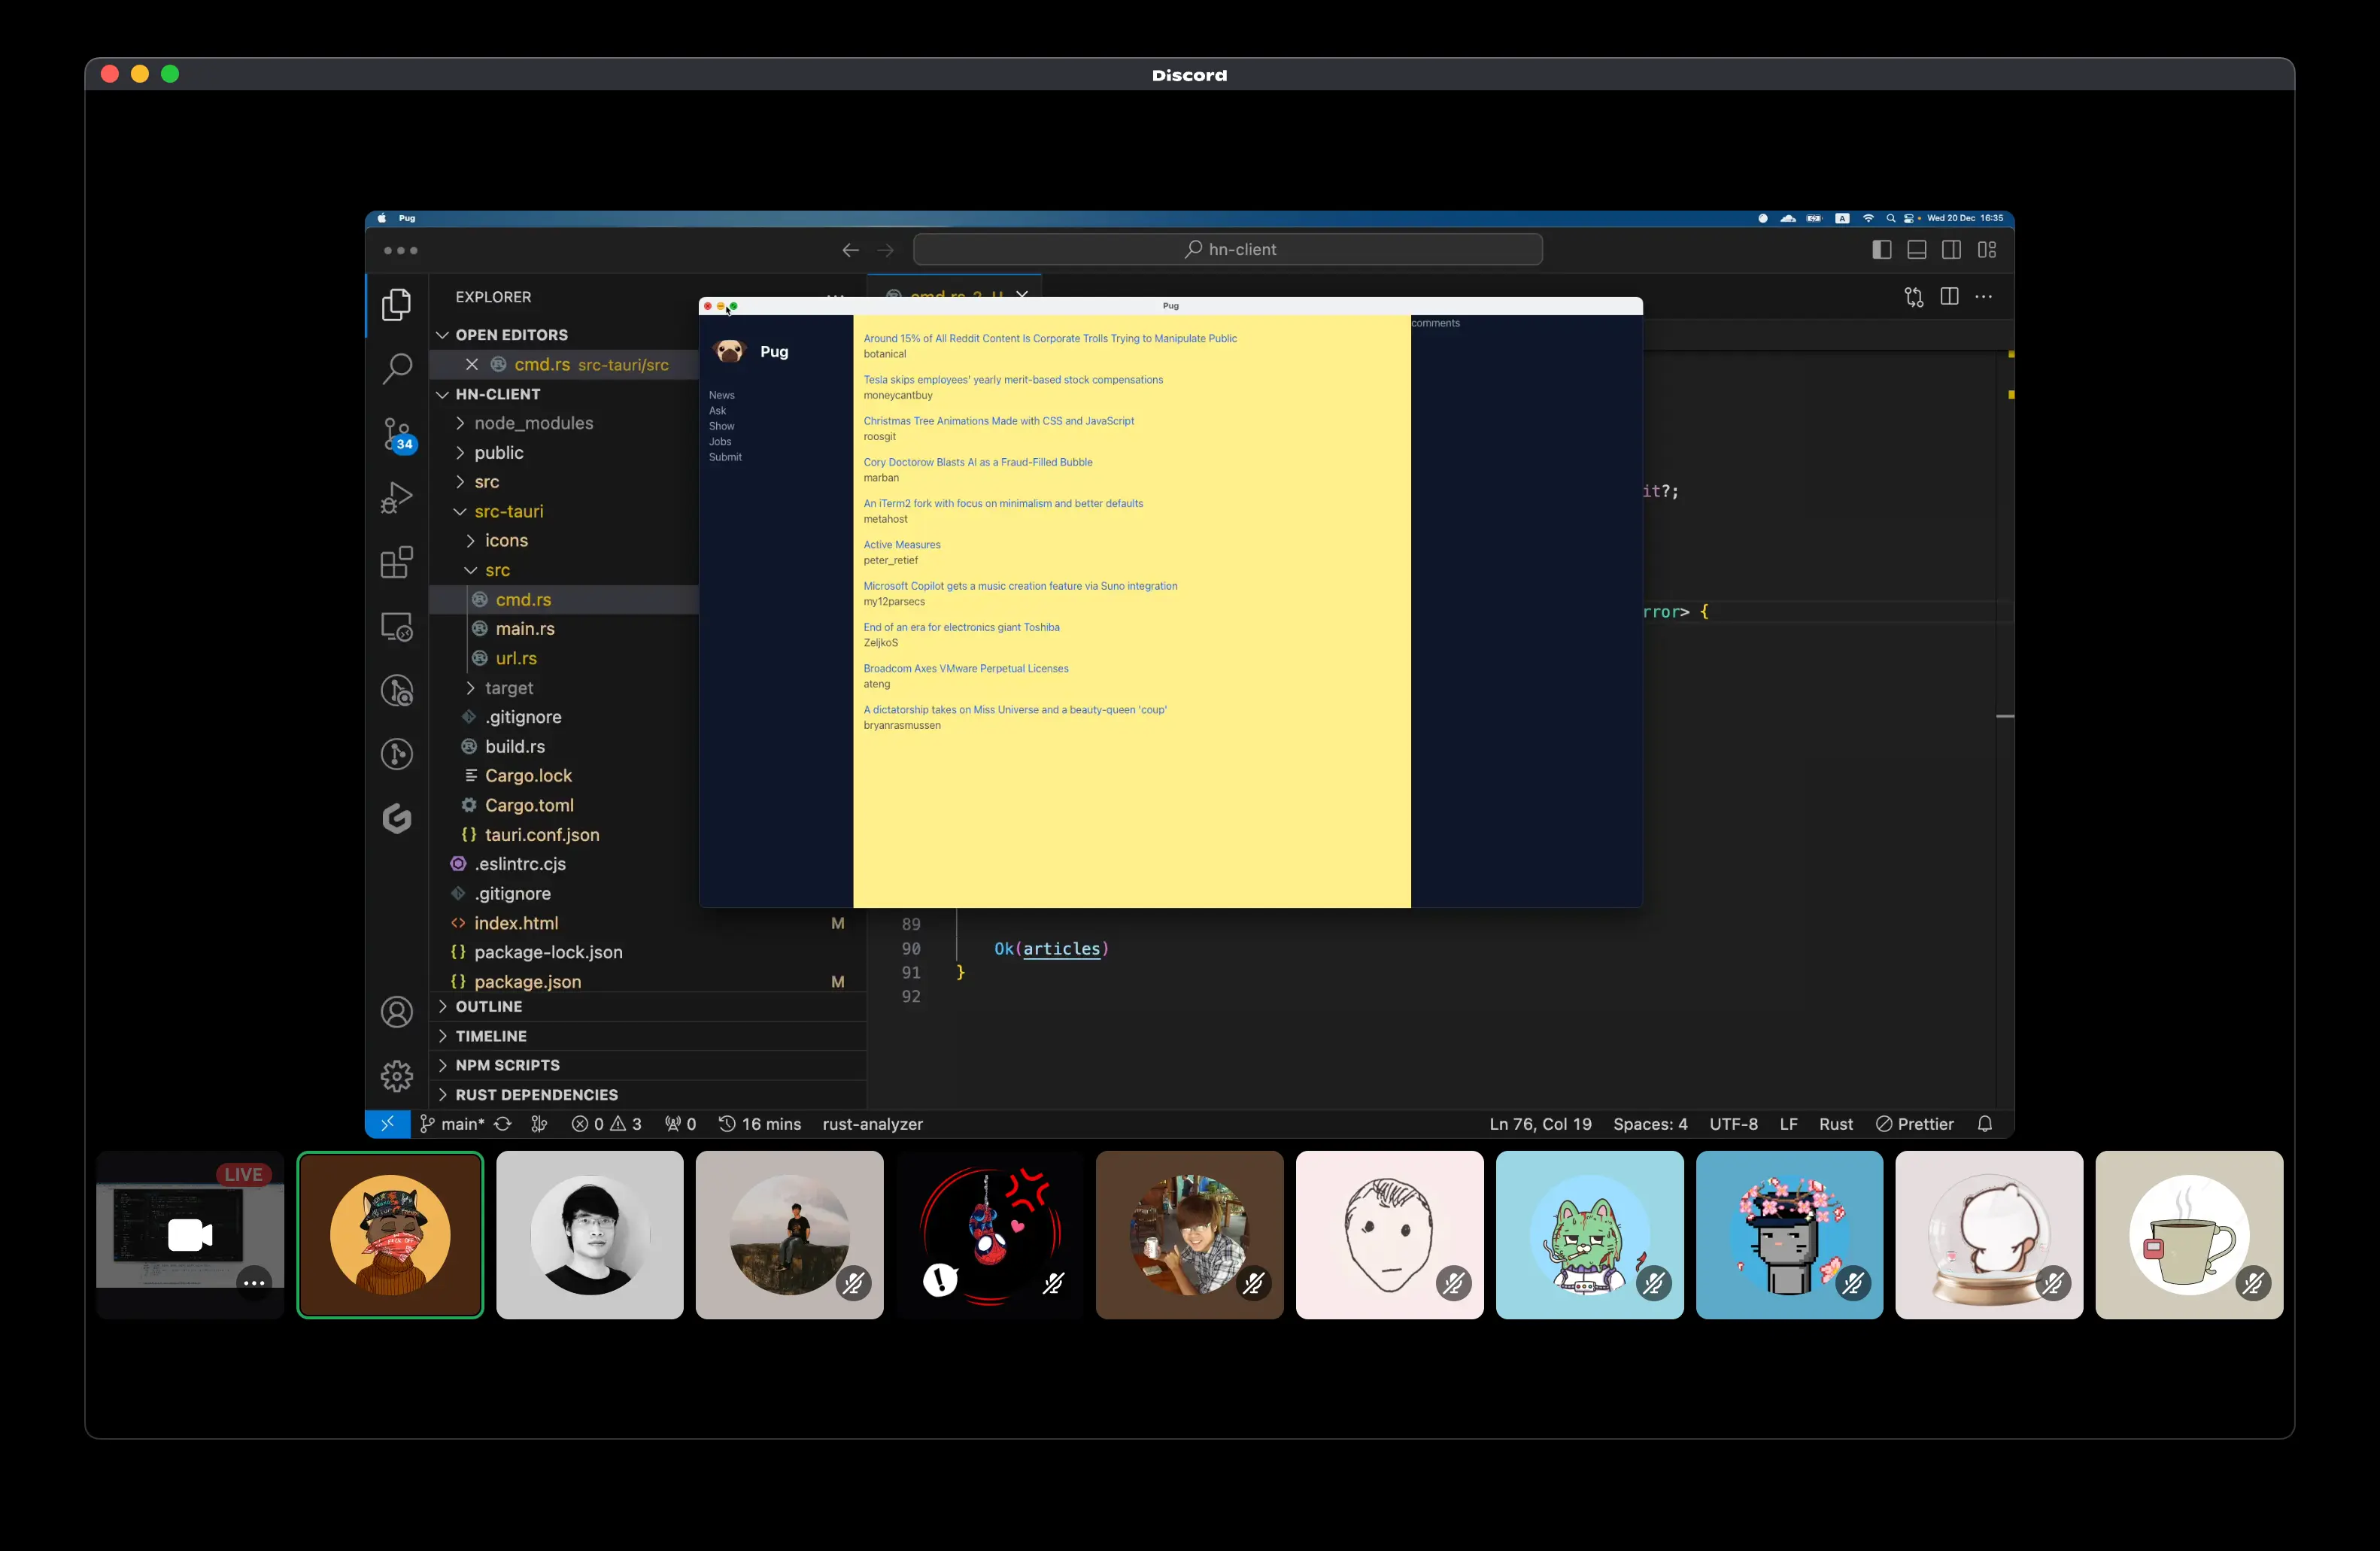 Discord
Pug
Wed 20 Dec 16:35
hn-client
EXPLORER
OPEN EDITORS
cmd.rs src-tauri/src
HN-CLIENT
node_modules
public
34
src
src-tauri
icons
src
cmd.rs
main.rs
url.rs
target
.gitignore
build.rs
Cargo.lock
Cargo.toml
tauri.conf.json
.eslintrc.cjs
.gitignore
index.html M
package-lock.json
package.json M
OUTLINE
TIMELINE
NPM SCRIPTS
RUST DEPENDENCIES
Pug
Pug
News
Ask
Show
Jobs
Submit
Around 15% of All Reddit Content Is Corporate Trolls Trying to Manipulate Public
botanical
Tesla skips employees' yearly merit-based stock compensations
moneycantbuy
Christmas Tree Animations Made with CSS and JavaScript
roosgit
Cory Doctorow Blasts AI as a Fraud-Filled Bubble
marban
An iTerm2 fork with focus on minimalism and better defaults
metahost
Active Measures
peter_retief
Microsoft Copilot gets a music creation feature via Suno integration
my12parsecs
End of an era for electronics giant Toshiba
ZeljkoS
Broadcom Axes VMware Perpetual Licenses
ateng
A dictatorship takes on Miss Universe and a beauty-queen 'coup'
bryanrasmussen
comments
it?;
rror> {
89
90 Ok(articles)
91 }
92
main* 0 3 0 16 mins rust-analyzer
Ln 76, Col 19 Spaces: 4 UTF-8 LF Rust Prettier
LIVE